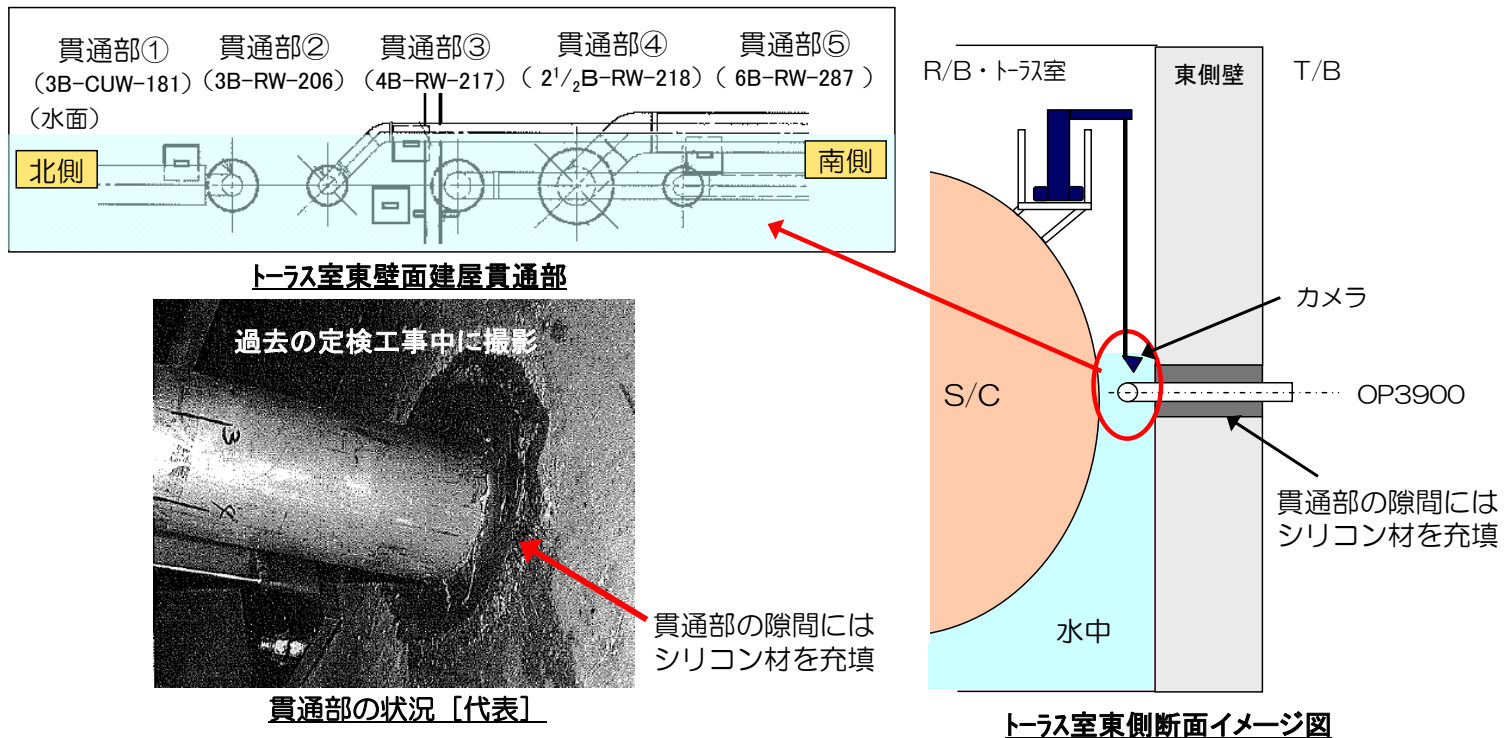 貫通部① 貫通部② 貫通部③ 貫通部④ 貫通部⑤
(3B-CUW-181) (3B-RW-206) (4B-RW-217) ( 2¹/₂B-RW-218) ( 6B-RW-287 )
(水面)
北側
南側
トーラス室東壁面建屋貫通部
過去の定検工事中に撮影
貫通部の隙間には
シリコン材を充填
貫通部の状況［代表］
R/B・トーラス室
東側壁
T/B
カメラ
S/C
OP3900
貫通部の隙間には
シリコン材を充填
水中
トーラス室東側断面イメージ図